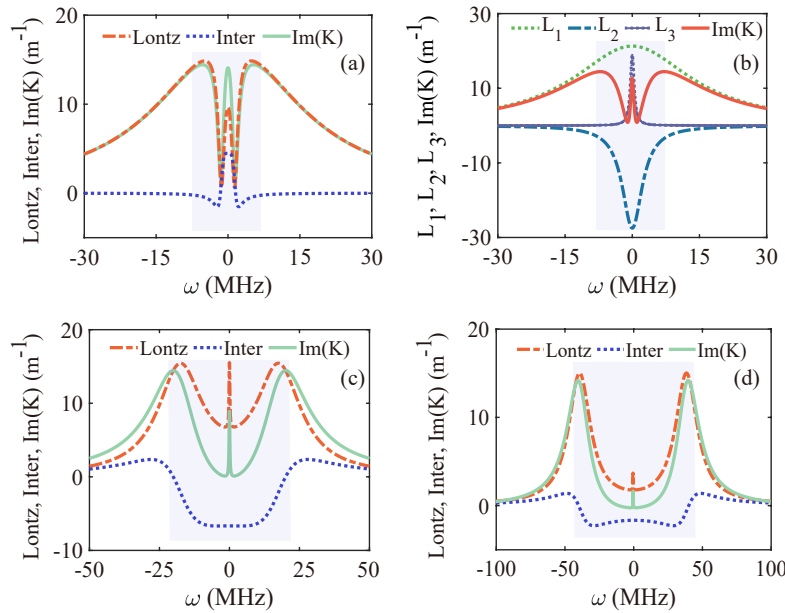 Lontz Inter Im(K)
(a)
Lontz, Inter, Im(K) (m⁻¹)
20
10
0
-30 -15 0 15 30
ω (MHz)
L₁ L₂ L₃ Im(K)
(b)
L₁, L₂, L₃, Im(K) (m⁻¹)
30
10
-10
-30
-30 -15 0 15 30
ω (MHz)
Lontz Inter Im(K)
(c)
Lontz, Inter, Im(K) (m⁻¹)
20
10
0
-10
-50 -25 0 25 50
ω (MHz)
Lontz Inter Im(K)
(d)
Lontz, Inter, Im(K) (m⁻¹)
20
10
0
-10
-100 -50 0 50 100
ω (MHz)